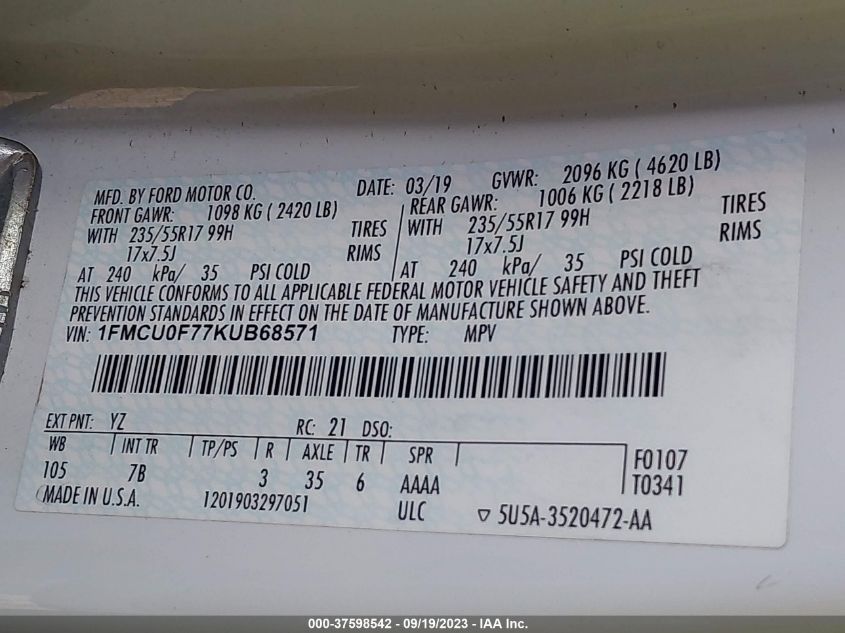 MFD. BY FORD MOTOR CO. DATE: 03/19 GVWR: 2096 KG ( 4620 LB)
FRONT GAWR: 1098 KG ( 2420 LB) REAR GAWR: 1006 KG ( 2218 LB)
WITH 235/55R17 99H TIRES WITH 235/55R17 99H TIRES
17x7.5J RIMS 17x7.5J RIMS
AT 240 kPa/ 35 PSI COLD AT 240 kPa/ 35 PSI COLD
THIS VEHICLE CONFORMS TO ALL APPLICABLE FEDERAL MOTOR VEHICLE SAFETY AND THEFT
PREVENTION STANDARDS IN EFFECT ON THE DATE OF MANUFACTURE SHOWN ABOVE.
VIN: 1FMCU0F77KUB68571 TYPE: MPV
EXT PNT: YZ RC: 21 DSO:
WB INT TR TP/PS R AXLE TR SPR F0107
105 7B 3 35 6 AAAA T0341
MADE IN U.S.A. 1201903297051 ULC 5U5A-3520472-AA
000-37598542 - 09/19/2023 - IAA Inc.